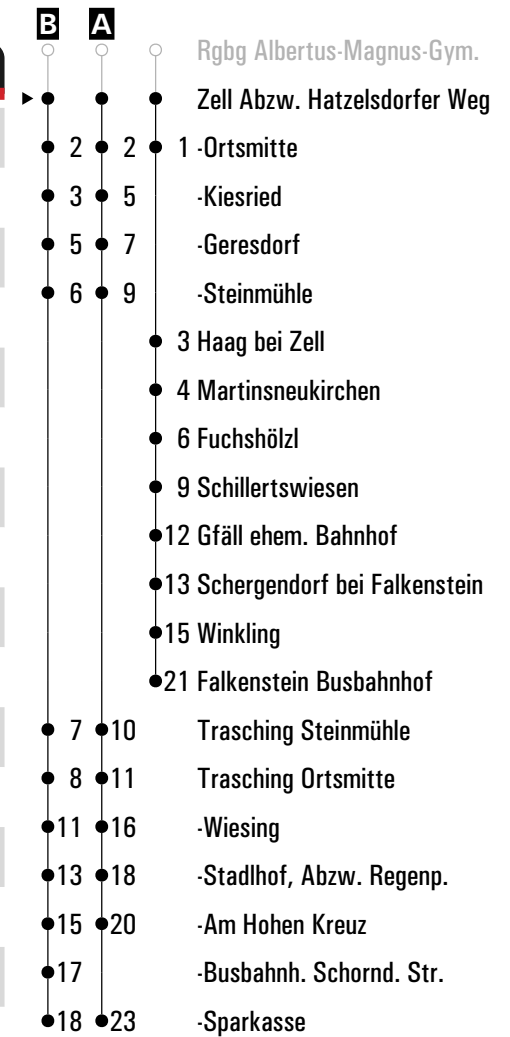 B A
Rgbg Albertus-Magnus-Gym.
Zell Abzw. Hatzelsdorfer Weg
2 2 1 -Ortsmitte
3 5 -Kiesried
5 7 -Geresdorf
6 9 -Steinmühle
3 Haag bei Zell
4 Martinsneukirchen
6 Fuchshölzl
9 Schillertswiesen
12 Gfäll ehem. Bahnhof
13 Schergendorf bei Falkenstein
15 Winkling
21 Falkenstein Busbahnhof
7 10 Trasching Steinmühle
8 11 Trasching Ortsmitte
11 16 -Wiesing
13 18 -Stadlhof, Abzw. Regenp.
15 20 -Am Hohen Kreuz
17 -Busbahnh. Schornd. Str.
18 23 -Sparkasse